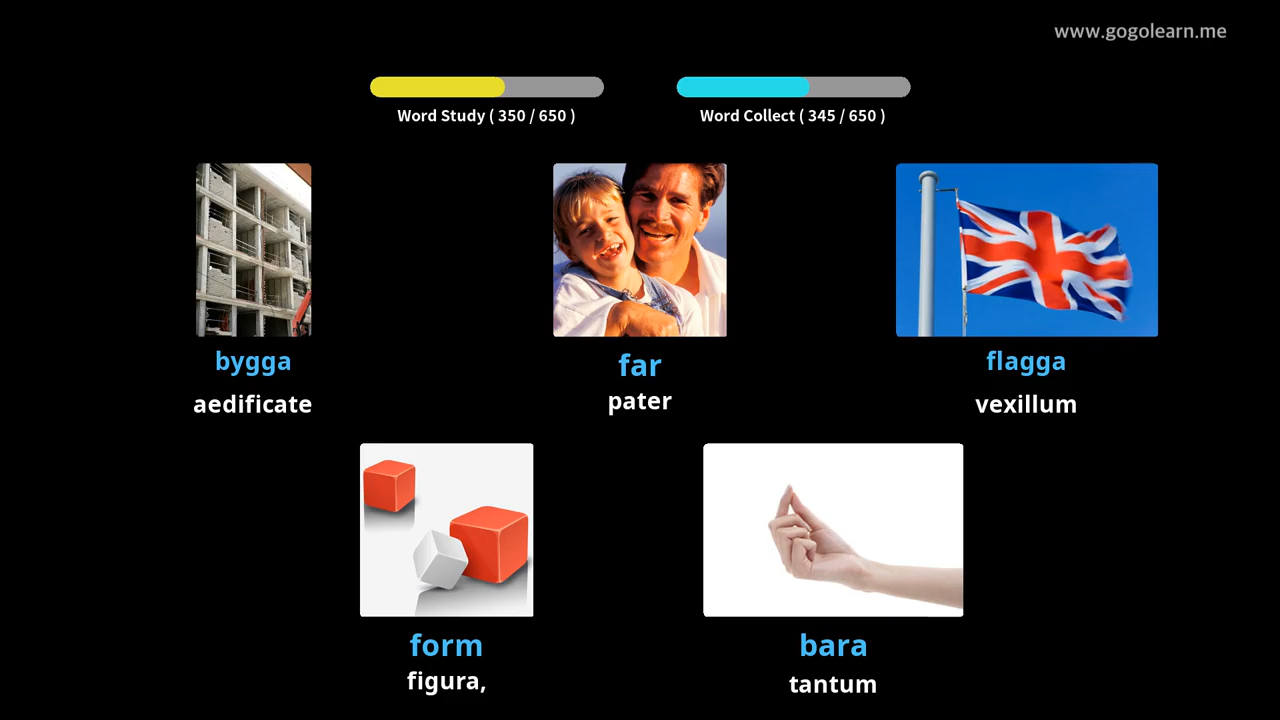 www.gogolearn.me
Word Study ( 350 / 650 )
Word Collect ( 345 / 650 )
bygga
aedificate
far
pater
flagga
vexillum
form
figura,
bara
tantum